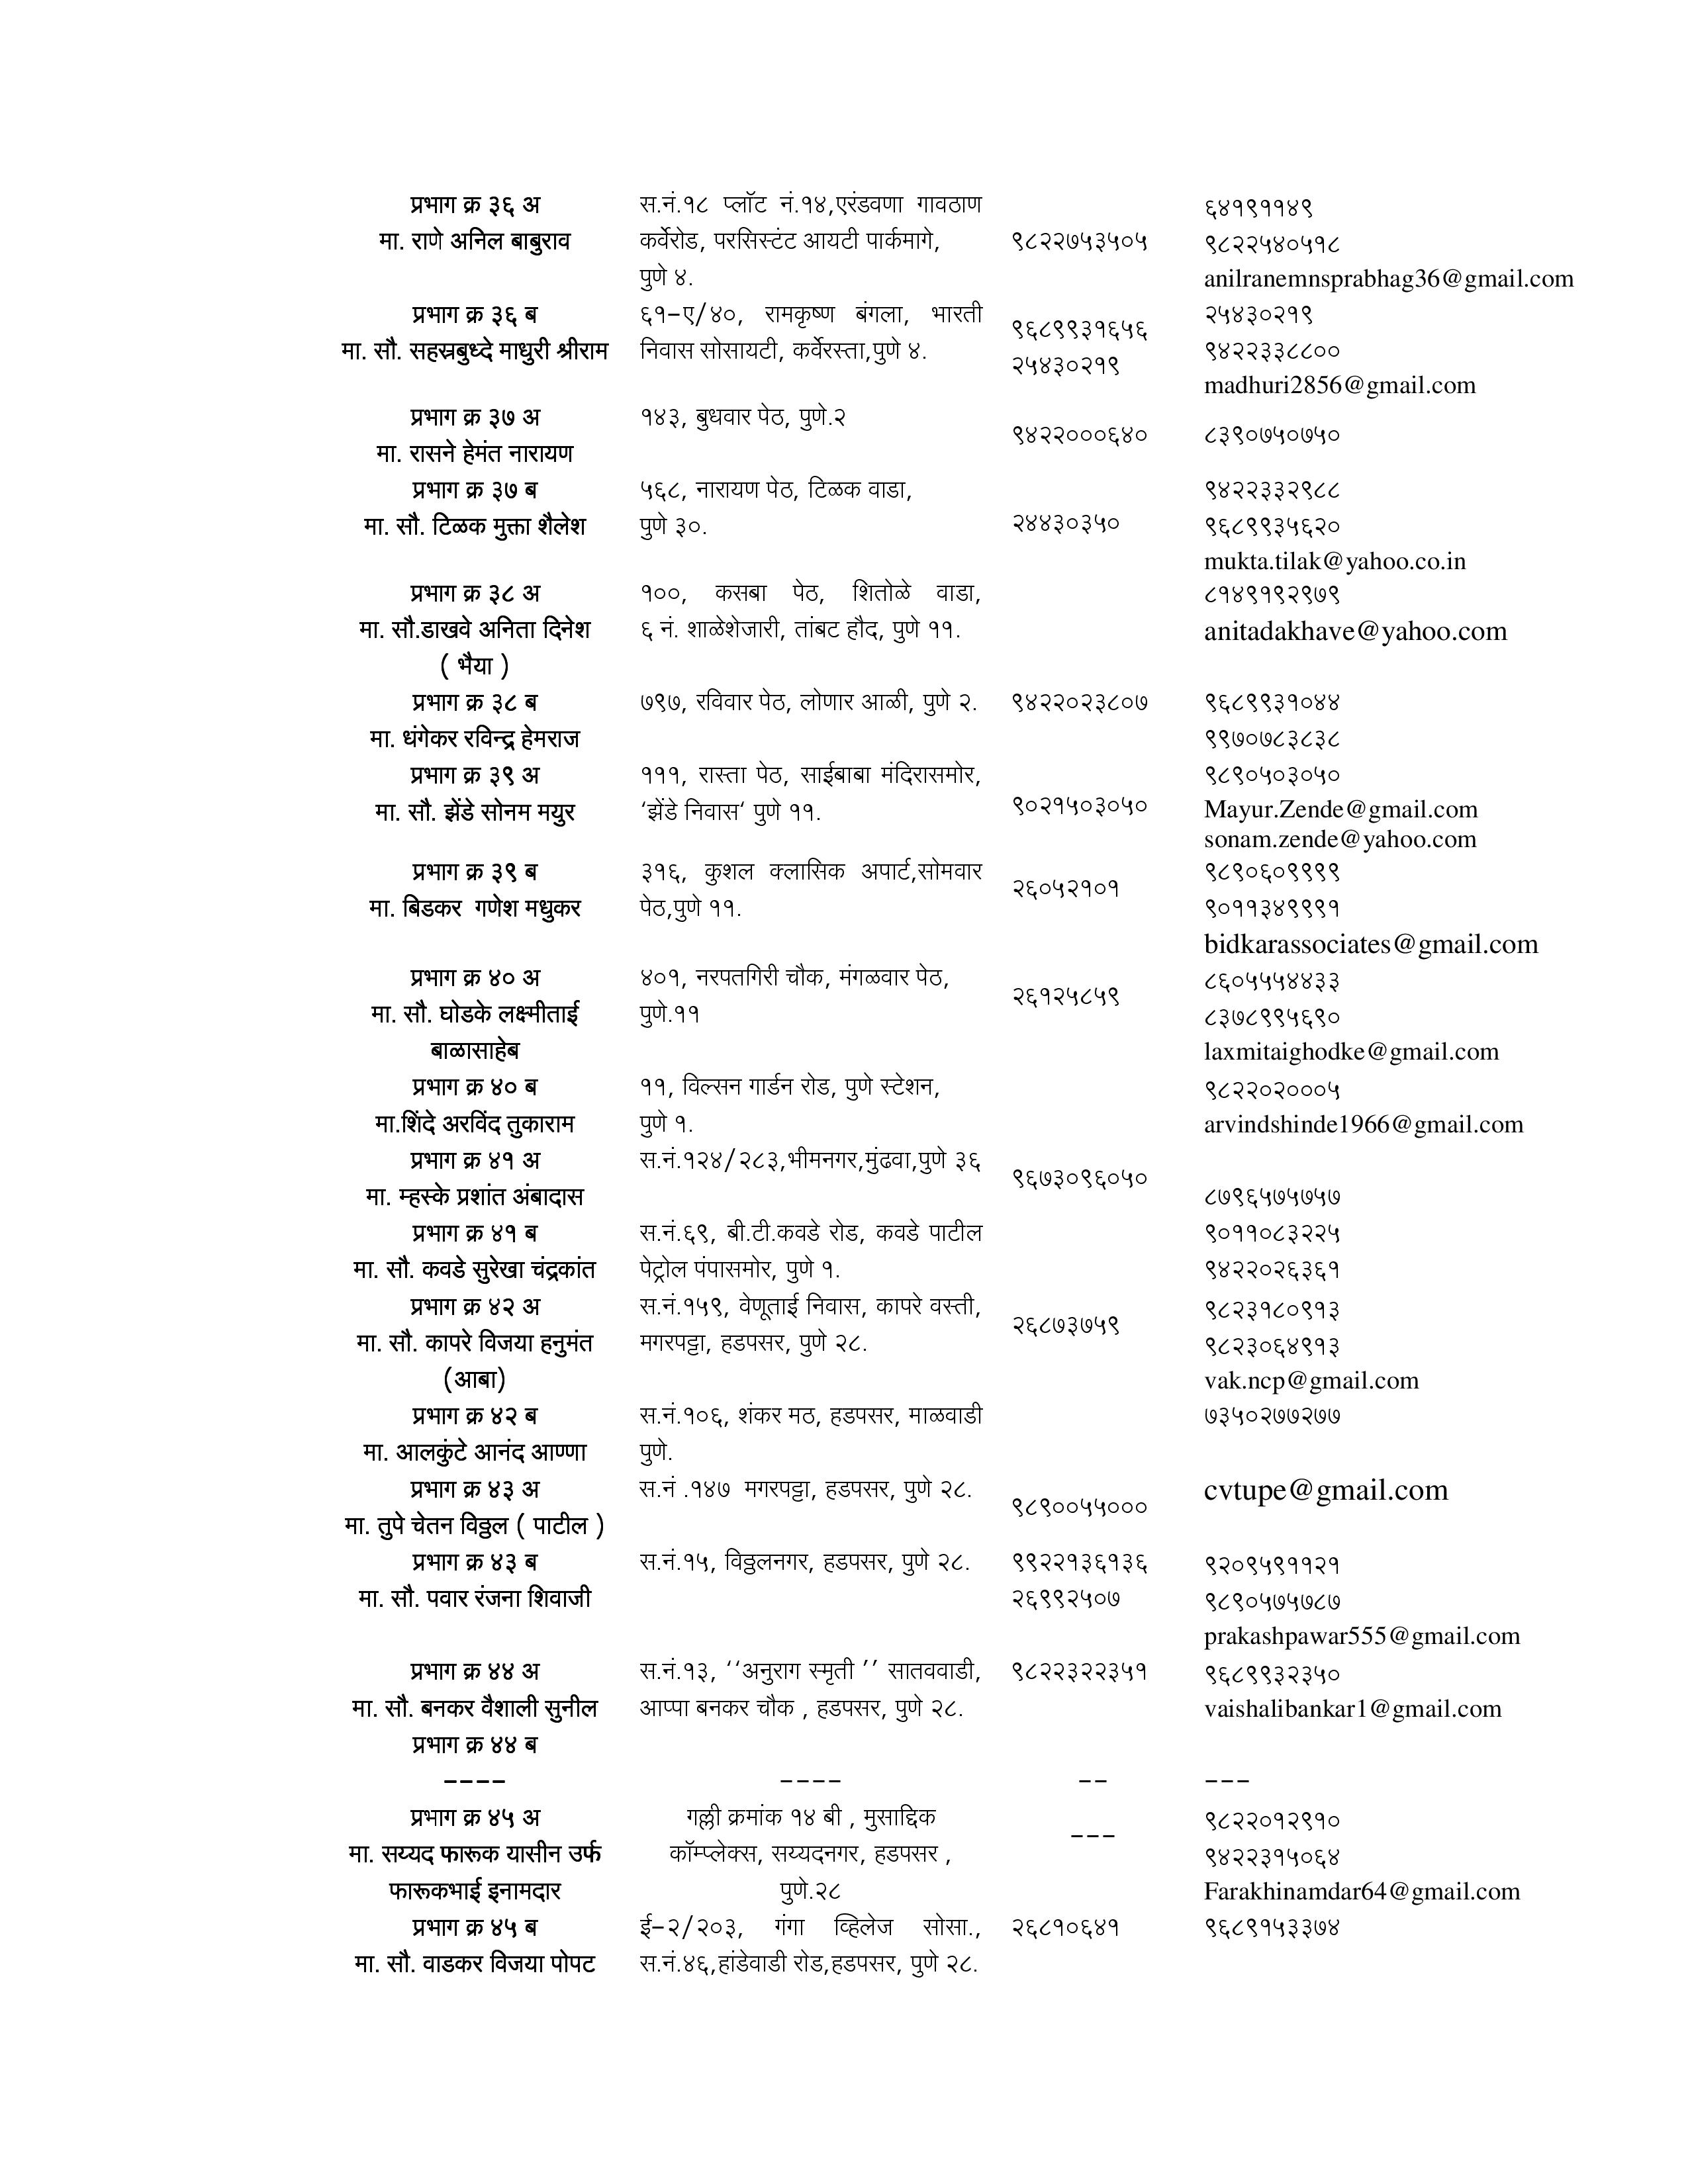 प्रभाग क्र ३६ अ
मा. राणे अनिल बाबुराव
स.नं.१८ प्लॉट नं.१४,एरंडवणा गावठाण
कर्वेरोड, परसिस्टंट आयटी पार्कमागे,
पुणे ४.
९८२२७५३५०५
६४१९११४९
९८२२५४०५१८
anilranemnsprabhag36@gmail.com
प्रभाग क्र ३६ ब
मा. सौ. सहस्रबुध्दे माधुरी श्रीराम
६१-ए/४०, रामकृष्ण बंगला, भारती
निवास सोसायटी, कर्वेरस्ता,पुणे ४.
९६८९९३१६५६
२५४३०२१९
२५४३०२१९
९४२२३३८८००
madhuri2856@gmail.com
प्रभाग क्र ३७ अ
मा. रासने हेमंत नारायण
१४३, बुधवार पेठ, पुणे.२
९४२२०००६४०
८३९०७५०७५०
प्रभाग क्र ३७ ब
मा. सौ. टिळक मुक्ता शैलेश
५६८, नारायण पेठ, टिळक वाडा,
पुणे ३०.
२४४३०३५०
९४२२३३२९८८
९६८९९३५६२०
mukta.tilak@yahoo.co.in
प्रभाग क्र ३८ अ
मा. सौ.डाखवे अनिता दिनेश
( भैया )
१००, कसबा पेठ, शितोळे वाडा,
६ नं. शाळेशेजारी, तांबट हौद, पुणे ११.
८१४९१९२९७९
anitadakhave@yahoo.com
प्रभाग क्र ३८ ब
मा. धंगेकर रविन्द्र हेमराज
७९७, रविवार पेठ, लोणार आळी, पुणे २.
९४२२०२३८०७
९६८९९३१०४४
९९७०७८३८३८
प्रभाग क्र ३९ अ
मा. सौ. झेंडे सोनम मयुर
१११, रास्ता पेठ, साईबाबा मंदिरासमोर,
‘झेंडे निवास‘ पुणे ११.
९०२१५०३०५०
९८९०५०३०५०
Mayur.Zende@gmail.com
sonam.zende@yahoo.com
प्रभाग क्र ३९ ब
मा. बिडकर गणेश मधुकर
३१६, कुशल क्लासिक अपार्ट,सोमवार
पेठ,पुणे ११.
२६०५२१०१
९८९०६०९९९९
९०११३४९९९१
bidkarassociates@gmail.com
प्रभाग क्र ४० अ
मा. सौ. घोडके लक्ष्मीताई
बाळासाहेब
४०१, नरपतगिरी चौक, मंगळवार पेठ,
पुणे.११
२६१२५८५९
८६०५५५४४३३
८३७८९९५६९०
laxmitaighodke@gmail.com
प्रभाग क्र ४० ब
मा.शिंदे अरविंद तुकाराम
११, विल्सन गार्डन रोड, पुणे स्टेशन,
पुणे १.
९८२२०२०००५
arvindshinde1966@gmail.com
प्रभाग क्र ४१ अ
मा. म्हस्के प्रशांत अंबादास
स.नं.१२४/२८३,भीमनगर,मुंढवा,पुणे ३६
९६७३०९६०५०
८७९६५७५७५७
प्रभाग क्र ४१ ब
मा. सौ. कवडे सुरेखा चंद्रकांत
स.नं.६९, बी.टी.कवडे रोड, कवडे पाटील
पेट्रोल पंपासमोर, पुणे १.
९०११०८३२२५
९४२२०२६३६१
प्रभाग क्र ४२ अ
मा. सौ. कापरे विजया हनुमंत
(आबा)
स.नं.१५९, वेणूताई निवास, कापरे वस्ती,
मगरपट्टा, हडपसर, पुणे २८.
२६८७३७५९
९८२३१८०९१३
९८२३०६४९१३
vak.ncp@gmail.com
प्रभाग क्र ४२ ब
मा. आलकुंटे आनंद आण्णा
स.नं.१०६, शंकर मठ, हडपसर, माळवाडी
पुणे.
७३५०२७७२७७
प्रभाग क्र ४३ अ
मा. तुपे चेतन विठ्ठल ( पाटील )
स.नं .१४७ मगरपट्टा, हडपसर, पुणे २८.
९८९००५५०००
cvtupe@gmail.com
प्रभाग क्र ४३ ब
मा. सौ. पवार रंजना शिवाजी
स.नं.१५, विठ्ठलनगर, हडपसर, पुणे २८.
९९२२१३६१३६
२६९९२५०७
९२०९५९११२१
९८९०५७५७८७
prakashpawar555@gmail.com
प्रभाग क्र ४४ अ
मा. सौ. बनकर वैशाली सुनील
स.नं.१३, ‘‘अनुराग स्मृती ’’ सातववाडी,
आप्पा बनकर चौक , हडपसर, पुणे २८.
९८२२३२२३५१
९६८९९३२३५०
vaishalibankar1@gmail.com
प्रभाग क्र ४४ ब
---- ---- -- ---
प्रभाग क्र ४५ अ
मा. सय्यद फारूक यासीन उर्फ
फारूकभाई इनामदार
गल्ली क्रमांक १४ बी , मुसाद्दिक
कॉम्प्लेक्स, सय्यदनगर, हडपसर ,
पुणे.२८
---
९८२२०१२९१०
९४२२३१५०६४
Farakhinamdar64@gmail.com
प्रभाग क्र ४५ ब
मा. सौ. वाडकर विजया पोपट
ई-२/२०३, गंगा व्हिलेज सोसा.,
स.नं.४६,हांडेवाडी रोड,हडपसर, पुणे २८.
२६८१०६४१
९६८९१५३३७४